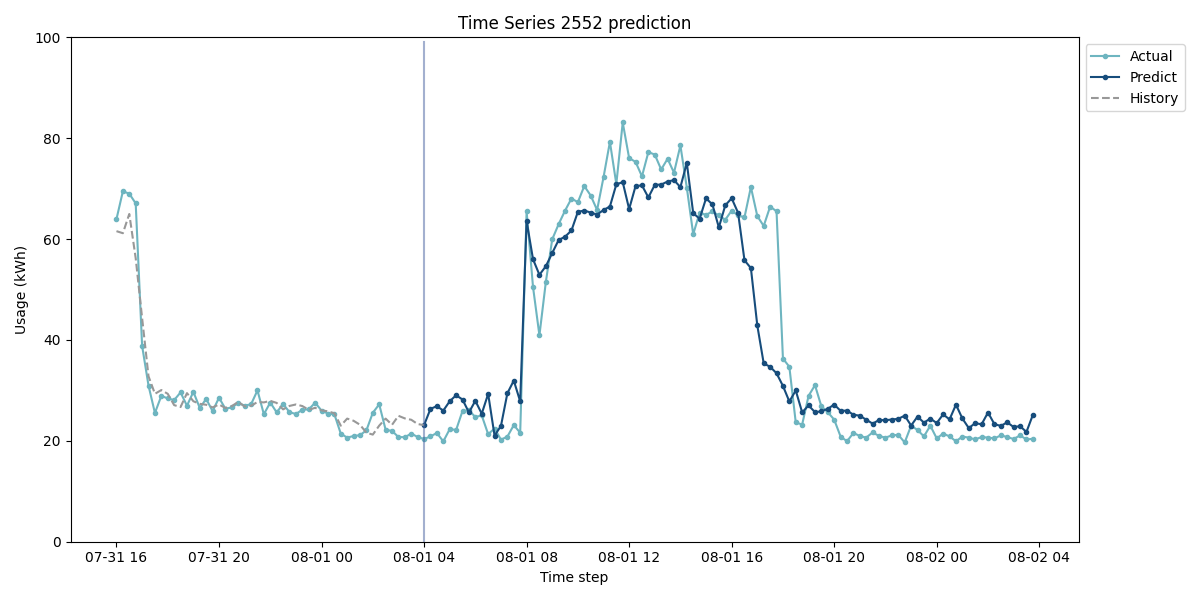 Time Series 2552 prediction
100
80
60
40
20
0
Usage (kWh)
07-31 16
07-31 20
08-01 00
08-01 04
08-01 08
08-01 12
08-01 16
08-01 20
08-02 00
08-02 04
Time step
Actual
Predict
History